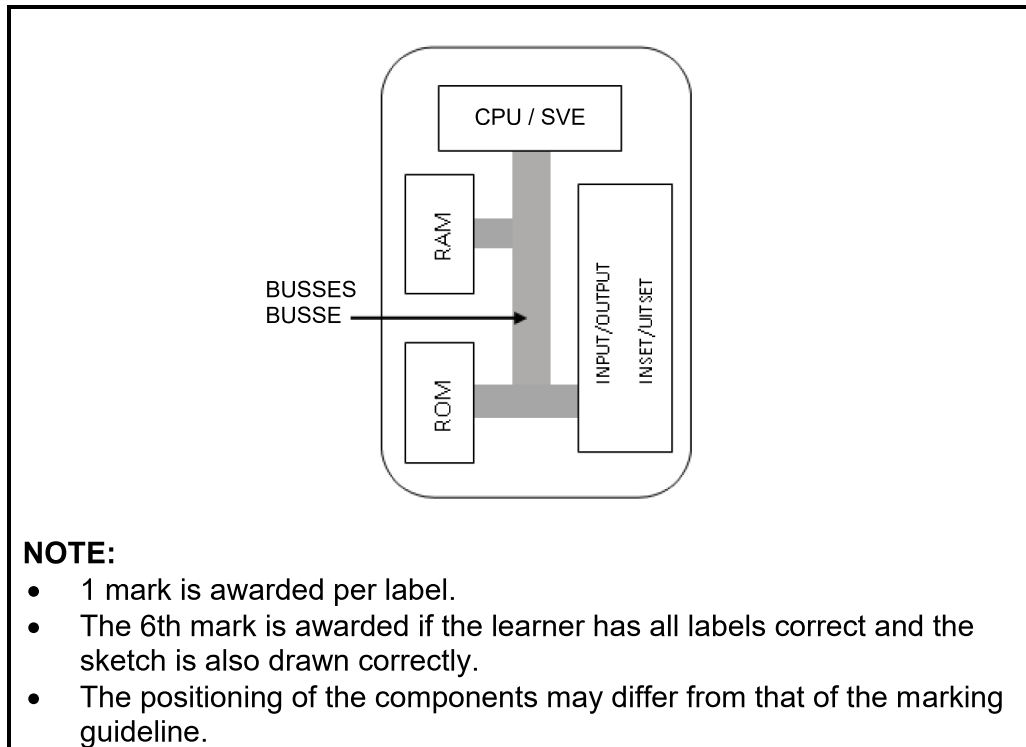 CPU / SVE
RAM
BUSSES
BUSSE
INPUT/OUTPUT
INSET/UITSET
ROM
NOTE:
• 1 mark is awarded per label.
• The 6th mark is awarded if the learner has all labels correct and the
sketch is also drawn correctly.
• The positioning of the components may differ from that of the marking
guideline.